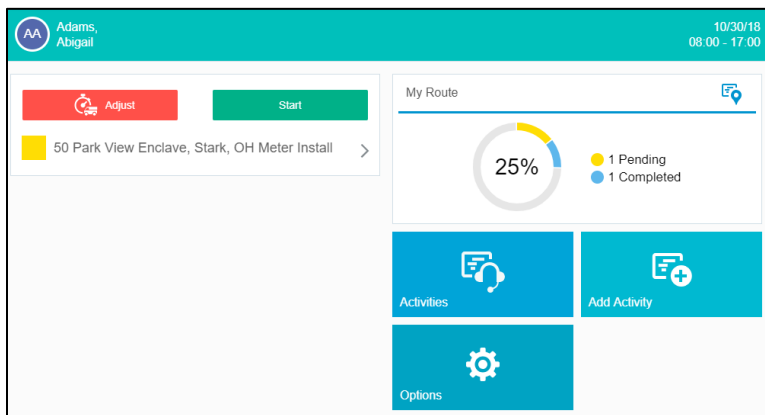 AA
Adams,
Abigail
10/30/18
08:00 - 17:00
Adjust
Start
50 Park View Enclave, Stark, OH Meter Install
My Route
25%
1 Pending
1 Completed
Activities
Add Activity
Options